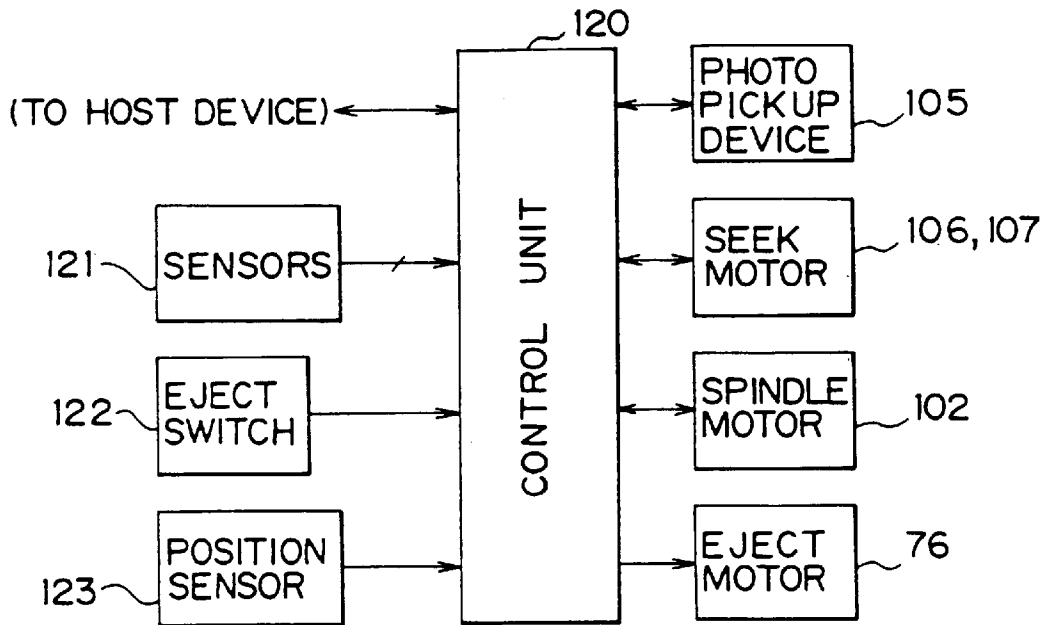 120
(TO HOST DEVICE)
PHOTO
PICKUP
DEVICE
105
121
SENSORS
CONTROL UNIT
SEEK
MOTOR
106, 107
122
EJECT
SWITCH
SPINDLE
MOTOR
102
123
POSITION
SENSOR
EJECT
MOTOR
76